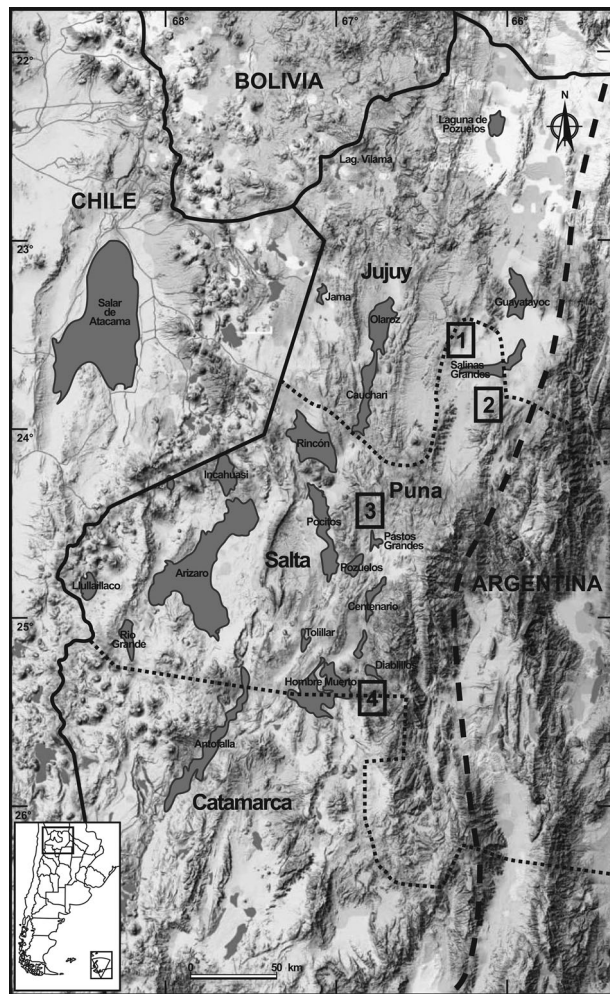 68°
67°
66°
22°
BOLIVIA
Laguna de
Pozuelos
N
Lag. Vilama
CHILE
23°
Jujuy
Salar
de
Atacama
Jama
Olaroz
Guayatayoc
1
Salinas
Grandes
Cauchari
2
24°
Rincón
Incahuasi
Puna
3
Pocitos
Pastos
Grandes
Salta
Arizaro
Pozuelos
ARGENTINA
Llullaillaco
Centenario
25°
Rio
Grande
Tolillar
Diablillo
Hombre Muerto
4
Antofalla
Catamarca
26°
0
50 km